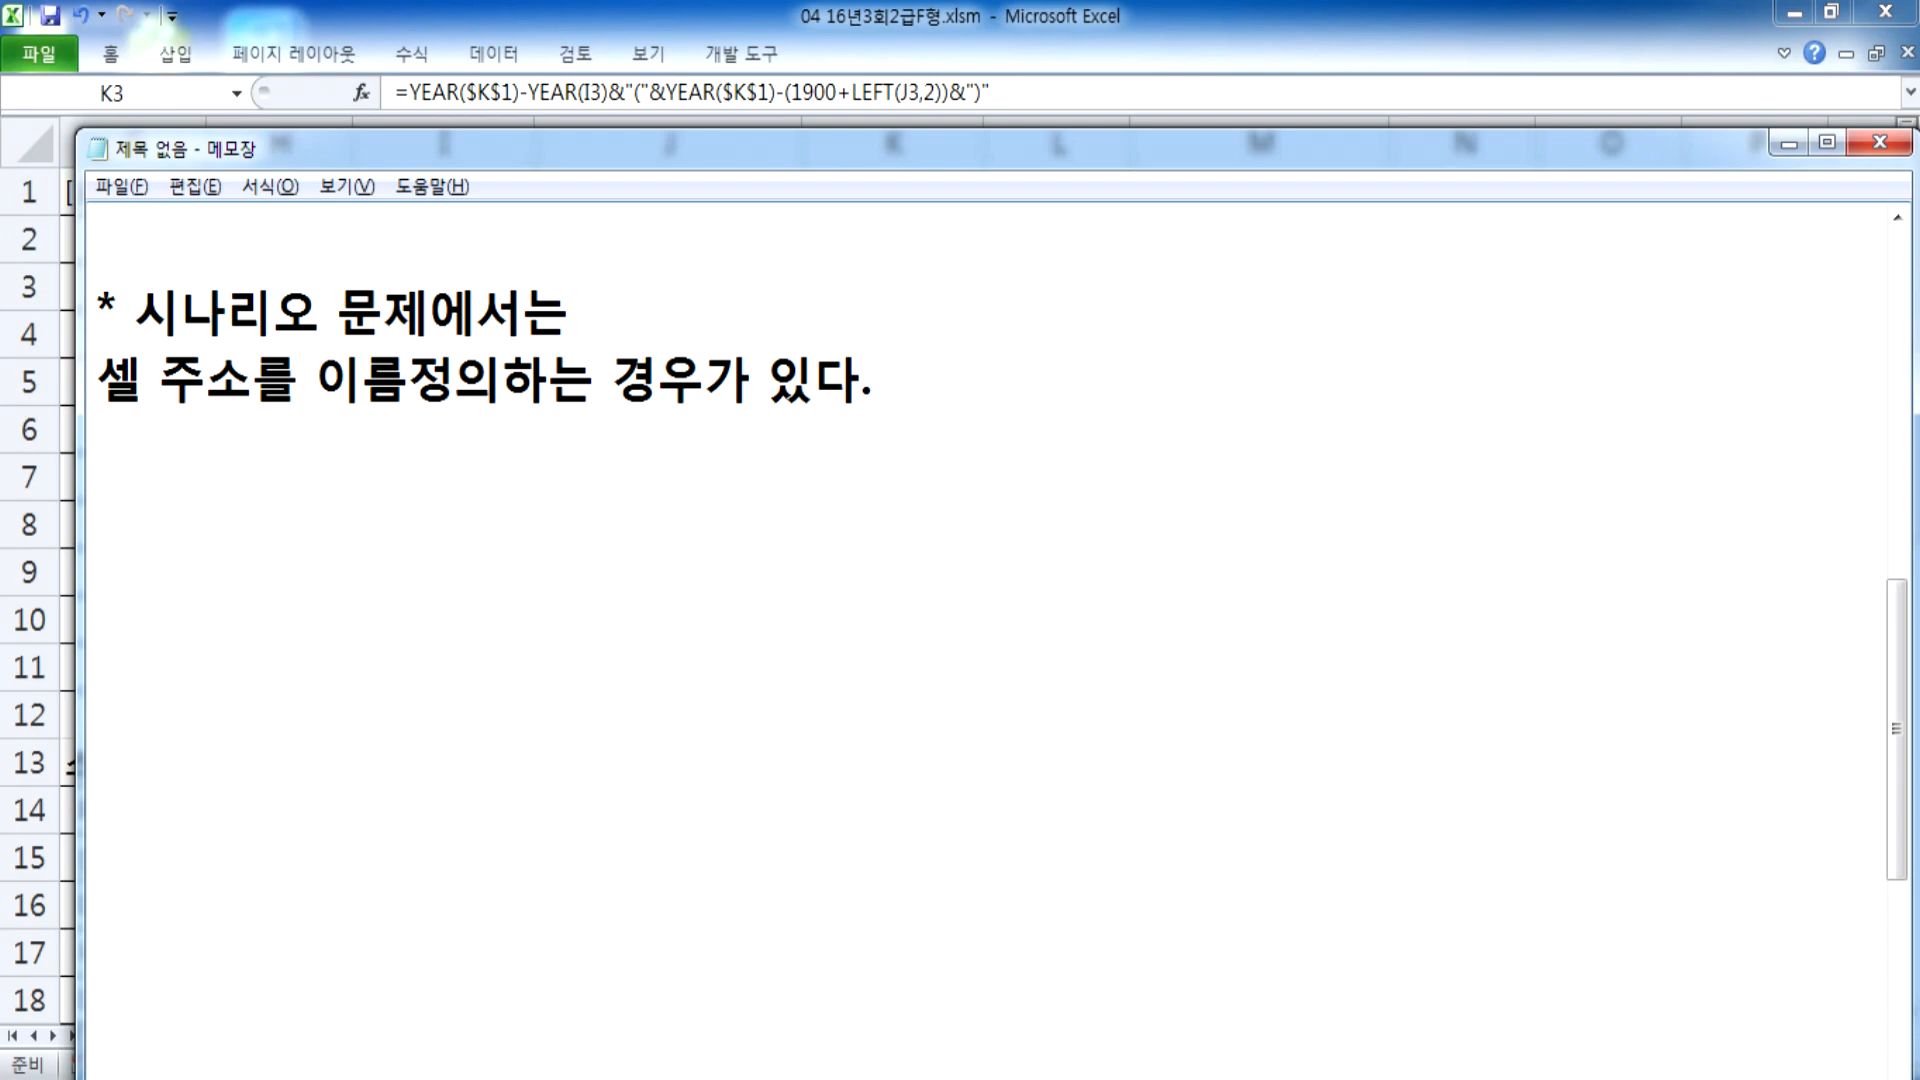 04 16년3회2급F형.xlsm - Microsoft Excel
파일 홈 삽입 페이지 레이아웃 수식 데이터 검토 보기 개발 도구
K3 fx =YEAR($K$1)-YEAR(I3)&"("&YEAR($K$1)-(1900+LEFT(J3,2))&")"
H I J K L M N O P
제목 없음 - 메모장
파일(F) 편집(E) 서식(O) 보기(V) 도움말(H)
1 [
2
3
4
5
6
7
8
9
10
11
12
13
14
15
16
17
18
* 시나리오 문제에서는
셀 주소를 이름정의하는 경우가 있다.
준비